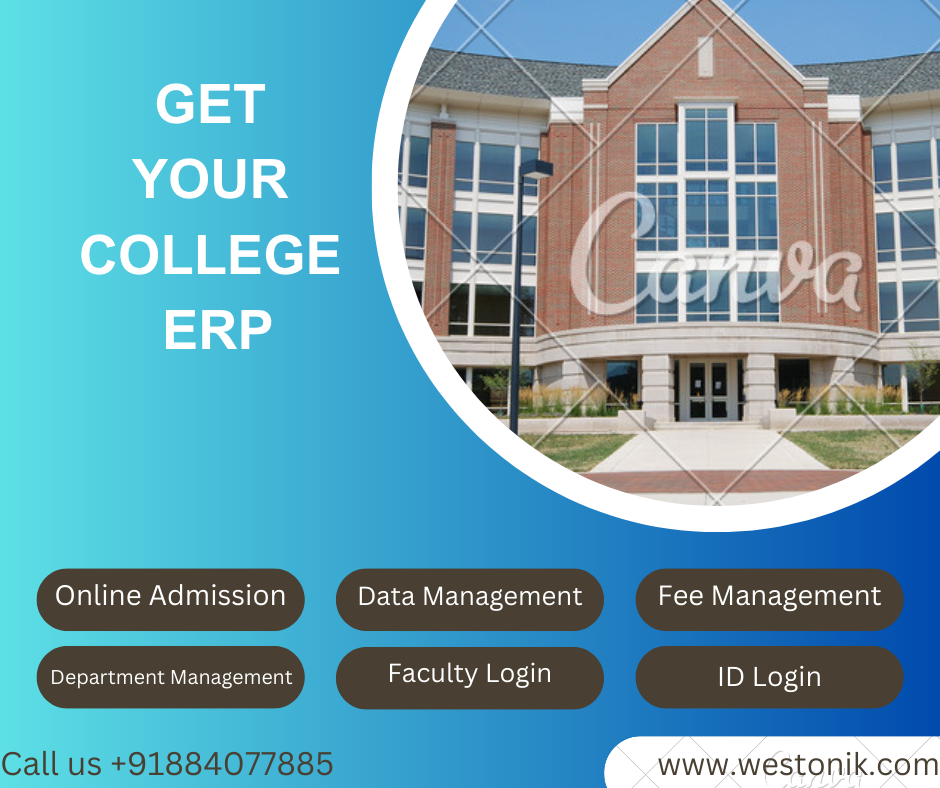 GET
YOUR
COLLEGE
ERP
Canva
Online Admission
Data Management
Fee Management
Department Management
Faculty Login
ID Login
Call us +91884077885
www.westonik.com
Canva